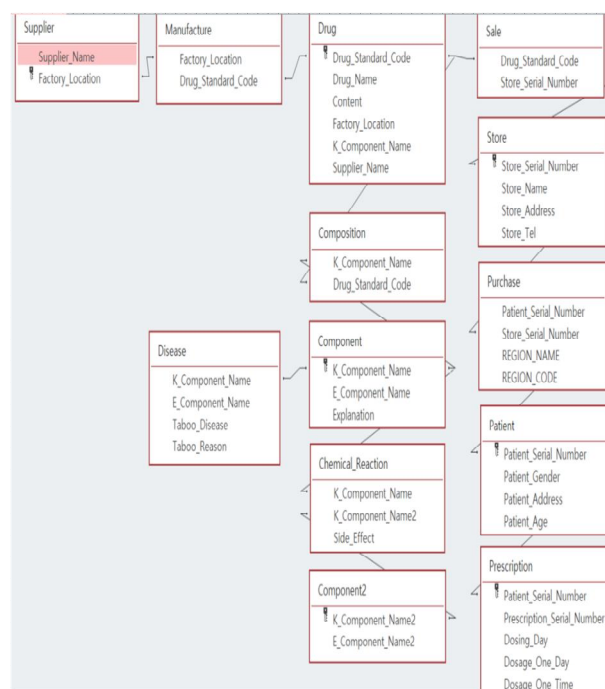 Supplier
Supplier_Name
Factory_Location
Manufacture
Factory_Location
Drug_Standard_Code
Drug
Drug_Standard_Code
Drug_Name
Content
Factory_Location
K_Component_Name
Supplier_Name
Sale
Drug_Standard_Code
Store_Serial_Number
Store
Store_Serial_Number
Store_Name
Store_Address
Store_Tel
Composition
K_Component_Name
Drug_Standard_Code
Purchase
Patient_Serial_Number
Store_Serial_Number
REGION_NAME
REGION_CODE
Disease
K_Component_Name
E_Component_Name
Taboo_Disease
Taboo_Reason
Component
K_Component_Name
E_Component_Name
Explanation
Patient
Patient_Serial_Number
Patient_Gender
Patient_Address
Patient_Age
Chemical_Reaction
K_Component_Name
K_Component_Name2
Side_Effect
Component2
K_Component_Name2
E_Component_Name2
Prescription
Patient_Serial_Number
Prescription_Serial_Number
Dosing_Day
Dosage_One_Day
Dosage_One_Time